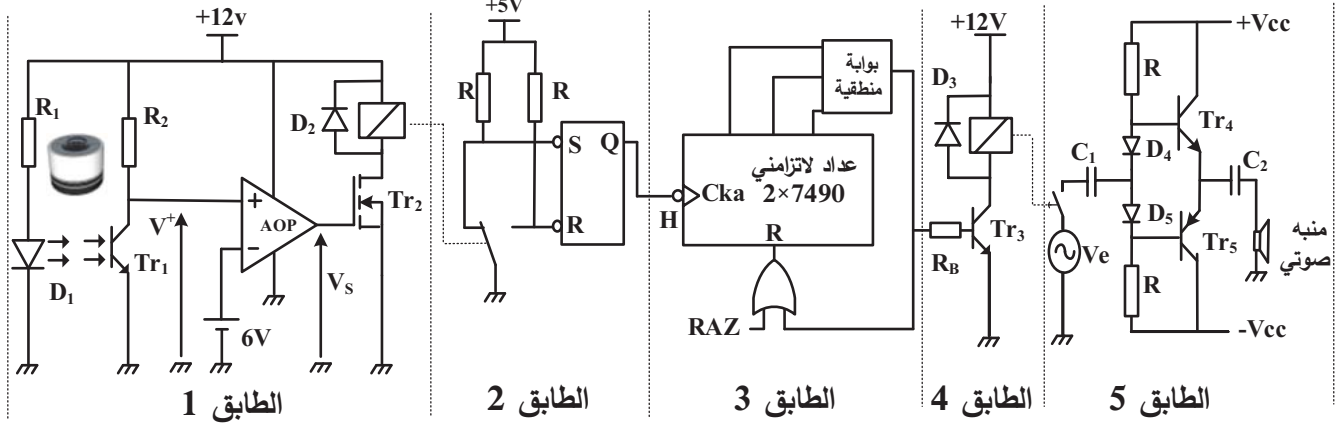 +12v
R₁
R₂
D₂
Tr₂
AOP
+
−
V⁺
Tr₁
D₁
6V
Vₛ
الطابق 1
+5V
R
R
S
Q
R
الطابق 2
بوابة
منطقية
عداد لاتزامني
2×7490
Cka
H
R
RAZ
الطابق 3
+12V
D₃
Tr₃
R_B
الطابق 4
+Vcc
R
Tr₄
D₄
C₁
C₂
D₅
Tr₅
Ve
R
منبه
صوتي
-Vcc
الطابق 5